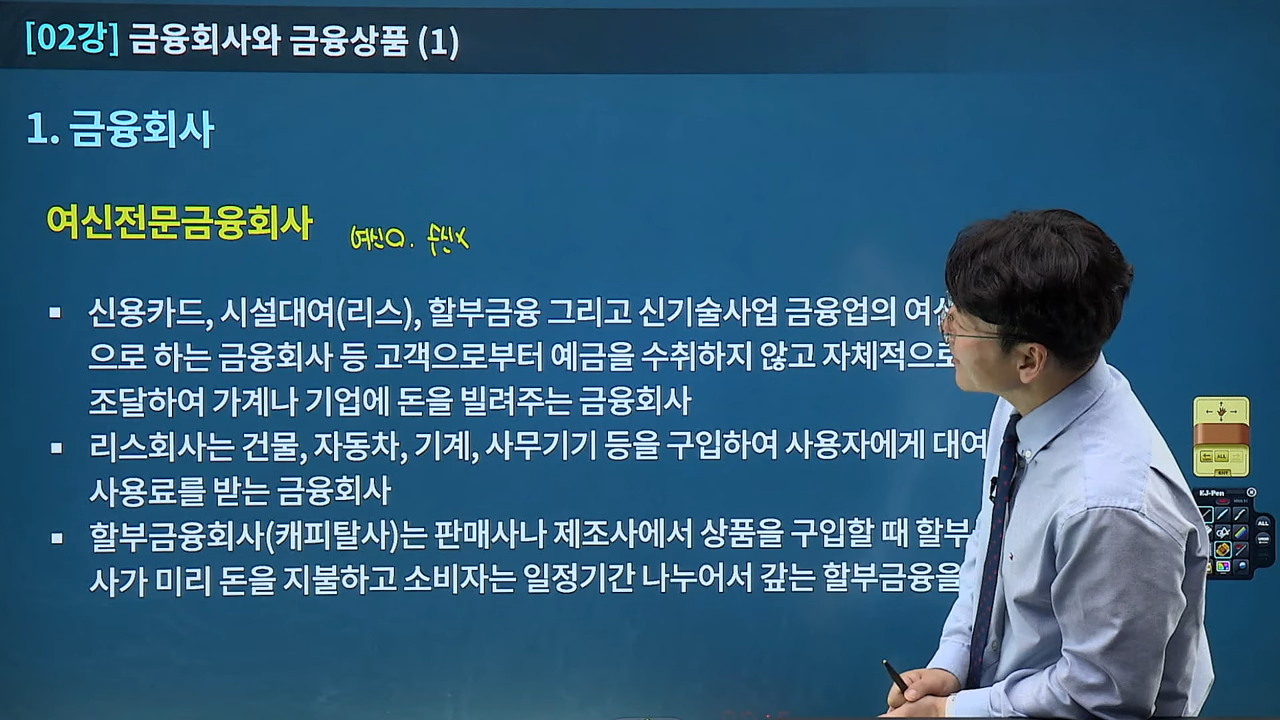 [02강] 금융회사와 금융상품 (1)
1. 금융회사
여신전문금융회사
▪ 신용카드, 시설대여(리스), 할부금융 그리고 신기술사업 금융업의
으로 하는 금융회사 등 고객으로부터 예금을 수취하지 않고 자체적으로
조달하여 가계나 기업에 돈을 빌려주는 금융회사
▪ 리스회사는 건물, 자동차, 기계, 사무기기 등을 구입하여 사용자에게 대여
사용료를 받는 금융회사
▪ 할부금융회사(캐피탈사)는 판매사나 제조사에서 상품을 구입할 때
사가 미리 돈을 지불하고 소비자는 일정기간 나누어서 갚는 할부금융을
EJ-Pen
ALL
ALL